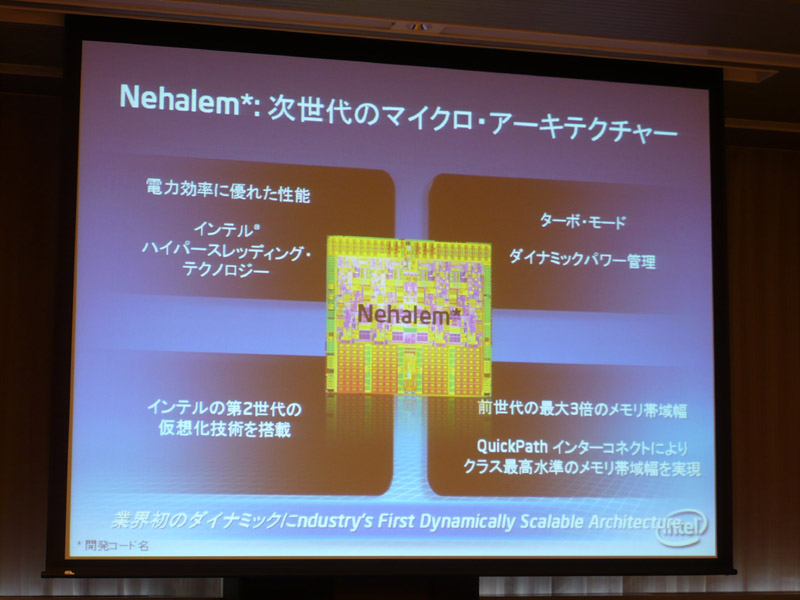 Nehalem*: 次世代のマイクロ・アーキテクチャー
電力効率に優れた性能
インテル®
ハイパースレッディング・
テクノロジー
ターボ・モード
ダイナミックパワー管理
Nehalem*
インテルの第2世代の
仮想化技術を搭載
前世代の最大3倍のメモリ帯域幅
QuickPath インターコネクトにより
クラス最高水準のメモリ帯域幅を実現
業界初のダイナミックにndustry's First Dynamically Scalable Architecture
intel
* 開発コード名